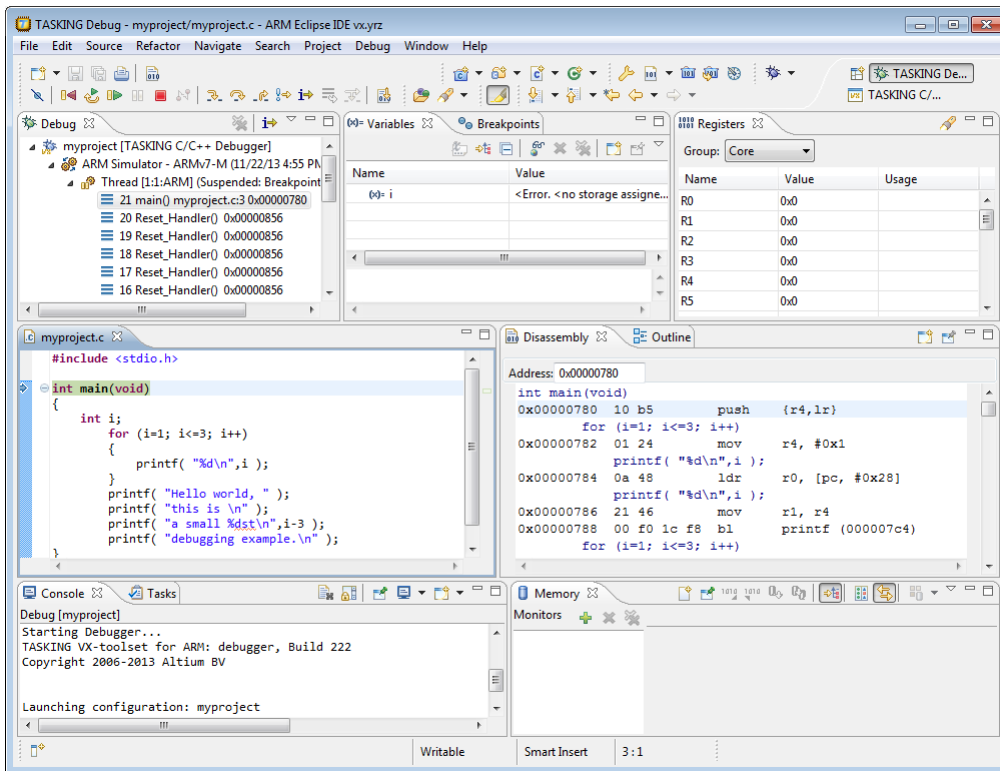 TASKING Debug - myproject/myproject.c - ARM Eclipse IDE vx.yrz
File Edit Source Refactor Navigate Search Project Debug Window Help
TASKING De...
TASKING C/...
Debug
myproject [TASKING C/C++ Debugger]
ARM Simulator - ARMv7-M (11/22/13 4:55 PM
Thread [1:1:ARM] (Suspended: Breakpoint
21 main() myproject.c:3 0x00000780
20 Reset_Handler() 0x00000856
19 Reset_Handler() 0x00000856
18 Reset_Handler() 0x00000856
17 Reset_Handler() 0x00000856
16 Reset_Handler() 0x00000856
(x)= Variables Breakpoints
Name Value
(x)= i <Error. <no storage assigne...
Registers
Group: Core
Name Value Usage
R0 0x0
R1 0x0
R2 0x0
R3 0x0
R4 0x0
R5 0x0
myproject.c
#include <stdio.h>
int main(void)
{
int i;
for (i=1; i<=3; i++)
{
printf( "%d\n",i );
}
printf( "Hello world, " );
printf( "this is \n" );
printf( "a small %dst\n",i-3 );
printf( "debugging example.\n" );
}
Disassembly Outline
Address: 0x00000780
int main(void)
0x00000780 10 b5 push {r4,lr}
for (i=1; i<=3; i++)
0x00000782 01 24 mov r4, #0x1
printf( "%d\n",i );
0x00000784 0a 48 ldr r0, [pc, #0x28]
printf( "%d\n",i );
0x00000786 21 46 mov r1, r4
0x00000788 00 f0 1c f8 bl printf (000007c4)
for (i=1; i<=3; i++)
Console Tasks
Debug [myproject]
Starting Debugger...
TASKING VX-toolset for ARM: debugger, Build 222
Copyright 2006-2013 Altium BV
Launching configuration: myproject
Memory
Monitors
Writable Smart Insert 3:1